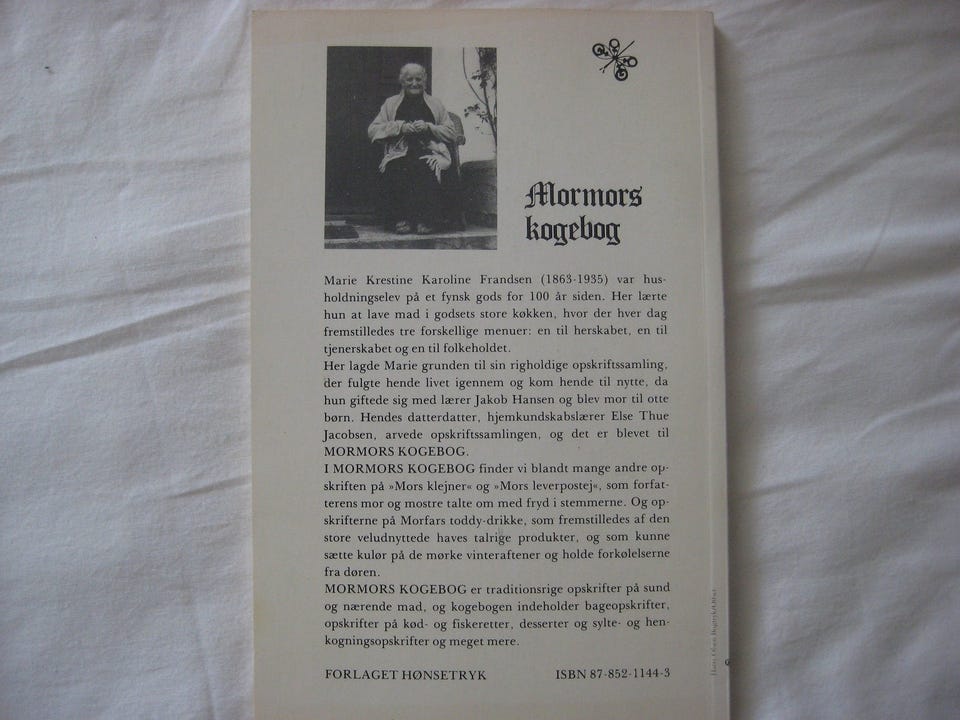 Mormors
kogebog
Marie Krestine Karoline Frandsen (1863-1935) var hus-
holdningselev på et fynsk gods for 100 år siden. Her lærte
hun at lave mad i godsets store køkken, hvor der hver dag
fremstilledes tre forskellige menuer: en til herskabet, en til
tjenerskabet og en til folkeholdet.
Her lagde Marie grunden til sin righoldige opskriftssamling,
der fulgte hende livet igennem og kom hende til nytte, da
hun giftede sig med lærer Jakob Hansen og blev mor til otte
børn. Hendes datterdatter, hjemkundskabslærer Else Thue
Jacobsen, arvede opskriftssamlingen, og det er blevet til
MORMORS KOGEBOG.
I MORMORS KOGEBOG finder vi blandt mange andre op-
skriften på »Mors klejner« og »Mors leverpostej«, som forfat-
terens mor og mostre talte om med fryd i stemmerne. Og op-
skrifterne på Morfars toddy-drikke, som fremstilledes af den
store veludnyttede haves talrige produkter, og som kunne
sætte kulør på de mørke vinteraftener og holde forkølelserne
fra døren.
MORMORS KOGEBOG er traditionsrige opskrifter på sund
og nærende mad, og kogebogen indeholder bageopskrifter,
opskrifter på kød- og fiskeretter, desserter og sylte- og hen-
kogningsopskrifter og meget mere.
FORLAGET HØNSETRYK ISBN 87-852-1144-3